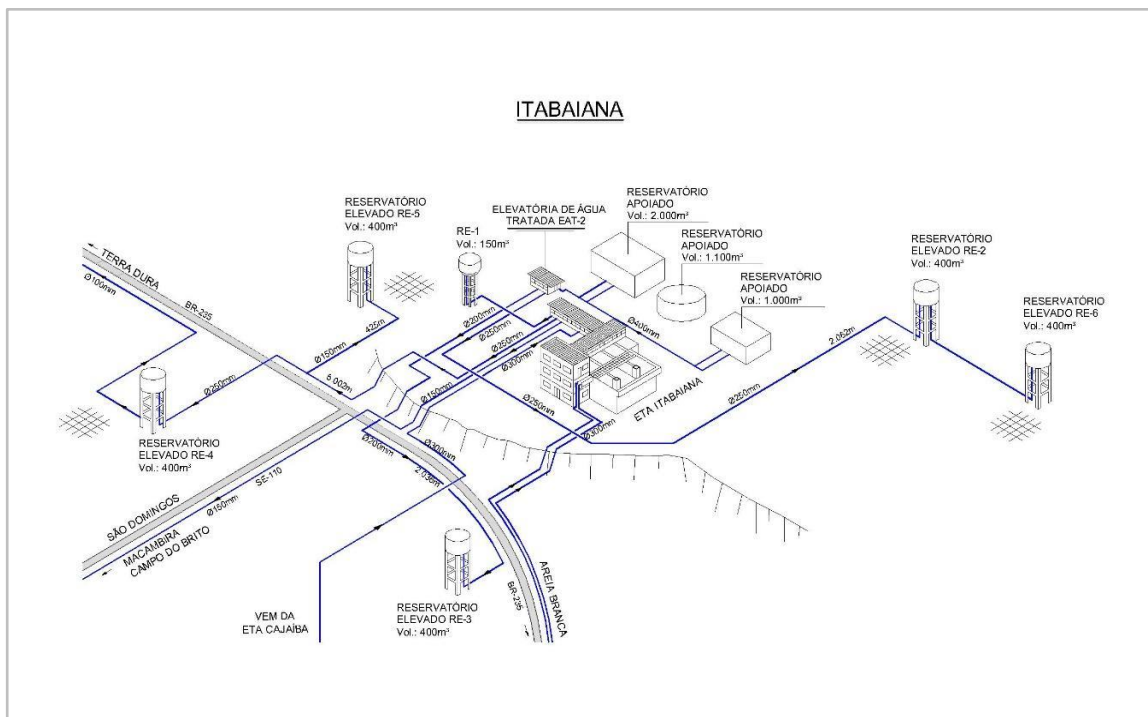 ITABAIANA
RESERVATÓRIO
ELEVADO RE-5
Vol.: 400m³
RE-1
Vol.: 150m³
ELEVATÓRIA DE ÁGUA
TRATADA EAT-2
RESERVATÓRIO
APOIADO
Vol.: 2.000m³
RESERVATÓRIO
APOIADO
Vol.: 1.100m³
RESERVATÓRIO
APOIADO
Vol.: 1.000m³
RESERVATÓRIO
ELEVADO RE-2
Vol.: 400m³
RESERVATÓRIO
ELEVADO RE-6
Vol.: 400m³
TERRA DURA
Ø100mm
BR-235
Ø150mm
425m
Ø200mm
Ø250mm
Ø250mm
Ø300mm
Ø400mm
2.062m
Ø250mm
6.002m
Ø150mm
Ø250mm
ETA ITABAIANA
Ø250mm
Ø300mm
RESERVATÓRIO
ELEVADO RE-4
Vol.: 400m³
Ø200mm
Ø300mm
2.036m
SÃO DOMINGOS
SE-110
Ø150mm
MACAMBIRA
CAMPO DO BRITO
VEM DA
ETA CAJAÍBA
RESERVATÓRIO
ELEVADO RE-3
Vol.: 400m³
BR-235
AREIA BRANCA